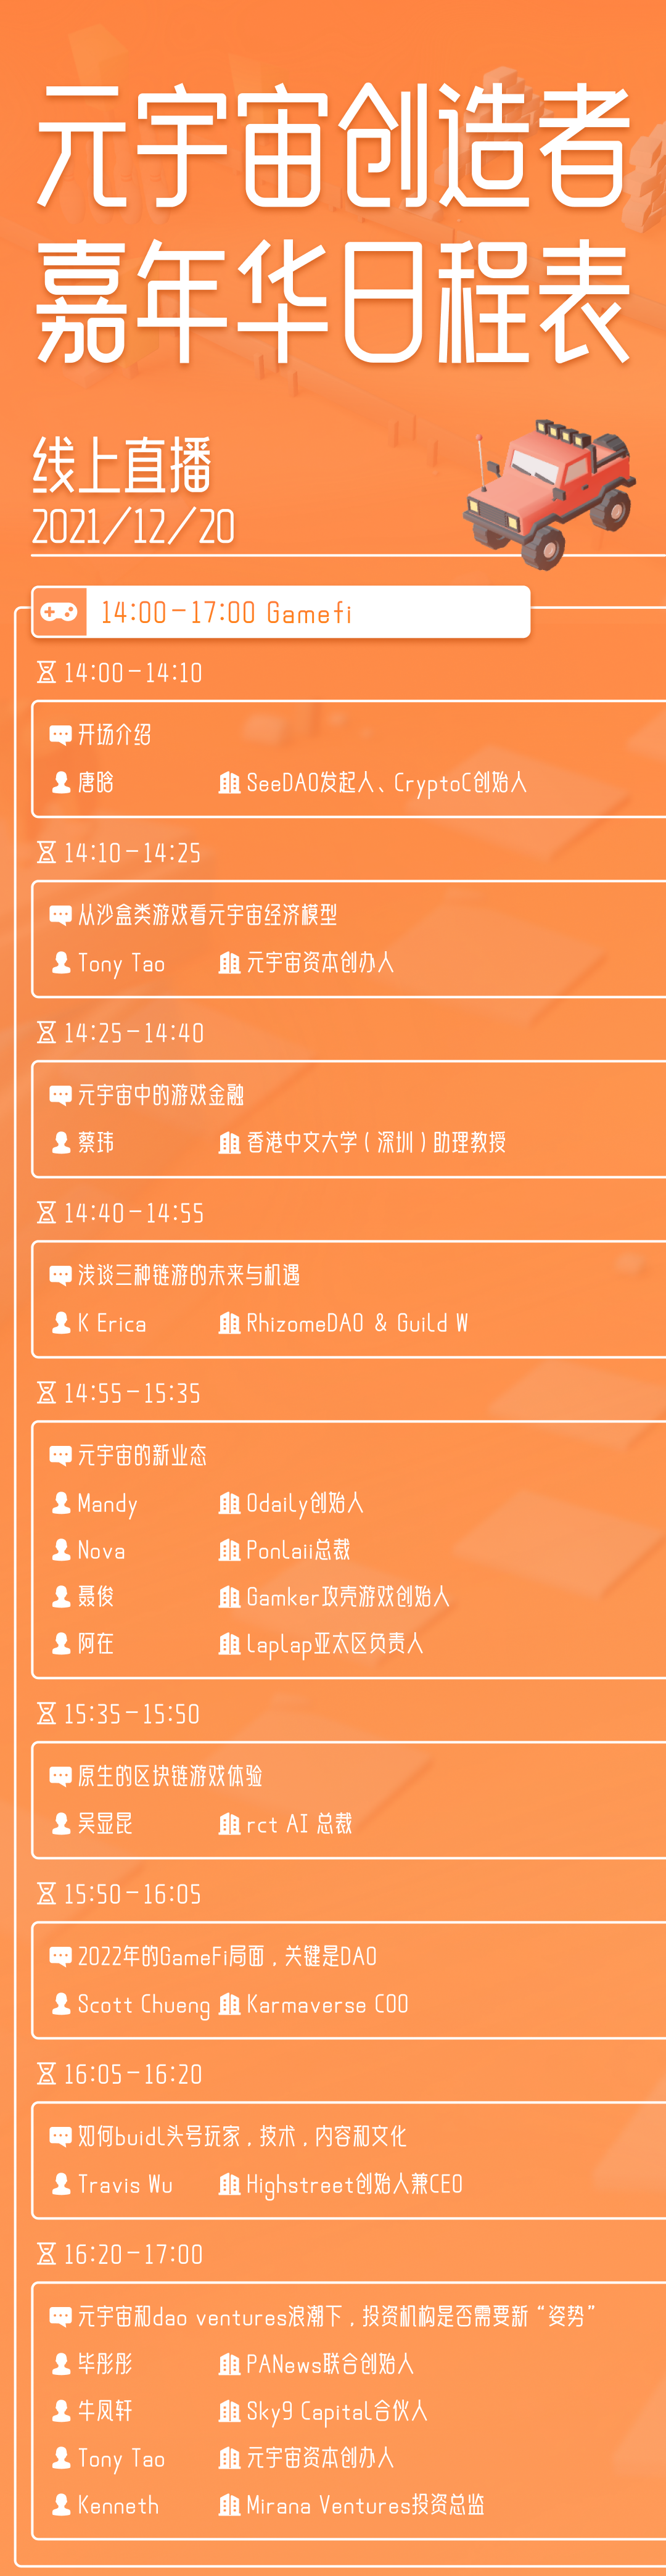 元宇宙创造者
嘉年华日程表
线上直播
2021/12/20
14:00-17:00 Gamefi
14:00-14:10
开场介绍
唐晗 SeeDAO发起人、CryptoC创始人
14:10-14:25
从沙盒类游戏看元宇宙经济模型
Tony Tao 元宇宙资本创办人
14:25-14:40
元宇宙中的游戏金融
蔡玮 香港中文大学(深圳)助理教授
14:40-14:55
浅谈三种链游的未来与机遇
K Erica RhizomeDAO & Guild W
14:55-15:35
元宇宙的新业态
Mandy Odaily创始人
Nova Ponlaii总裁
聂俊 Gamker攻壳游戏创始人
阿在 laplap亚太区负责人
15:35-15:50
原生的区块链游戏体验
吴显昆 rct AI 总裁
15:50-16:05
2022年的GameFi局面，关键是DAO
Scott Chueng Karmaverse COO
16:05-16:20
如何buidl头号玩家，技术，内容和文化
Travis Wu Highstreet创始人兼CEO
16:20-17:00
元宇宙和dao ventures浪潮下，投资机构是否需要新“姿势”
毕彤彤 PANews联合创始人
牛凤轩 Sky9 Capital合伙人
Tony Tao 元宇宙资本创办人
Kenneth Mirana Ventures投资总监